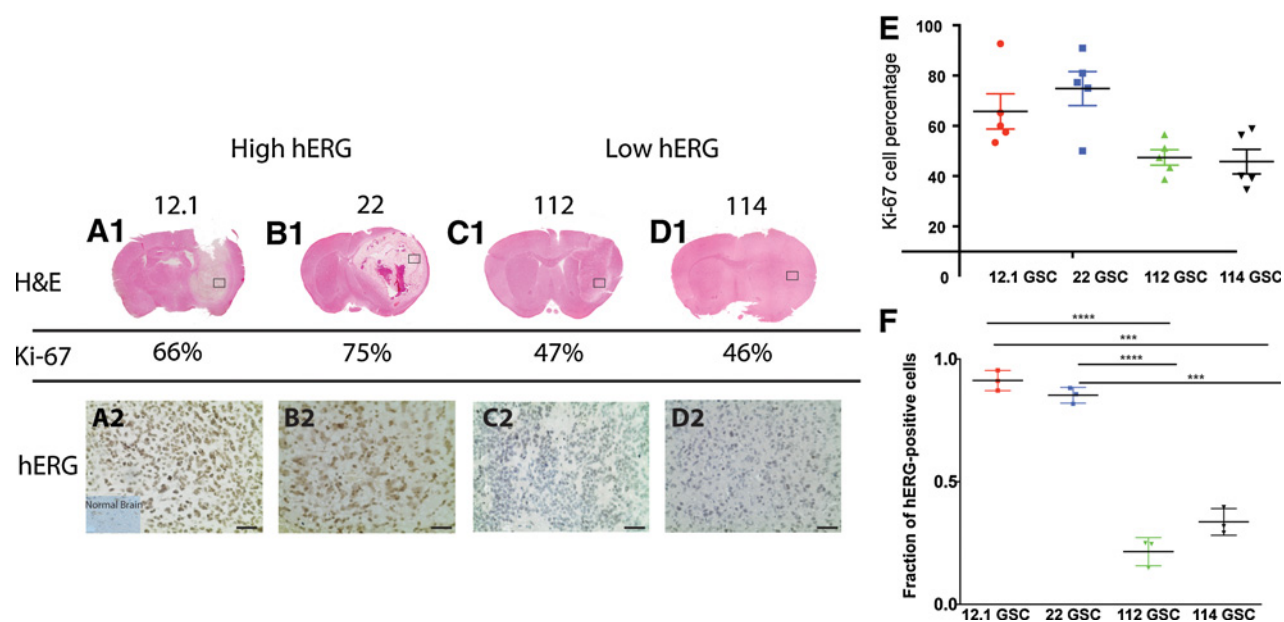 High hERG
Low hERG
12.1
22
112
114
A1
B1
C1
D1
H&E
Ki-67
66%
75%
47%
46%
hERG
A2
B2
C2
D2
Normal Brain
E
Ki-67 cell percentage
100
80
60
40
20
0
12.1 GSC
22 GSC
112 GSC
114 GSC
F
Fraction of hERG-positive cells
1.0
0.5
0.0
****
***
****
***
12.1 GSC
22 GSC
112 GSC
114 GSC